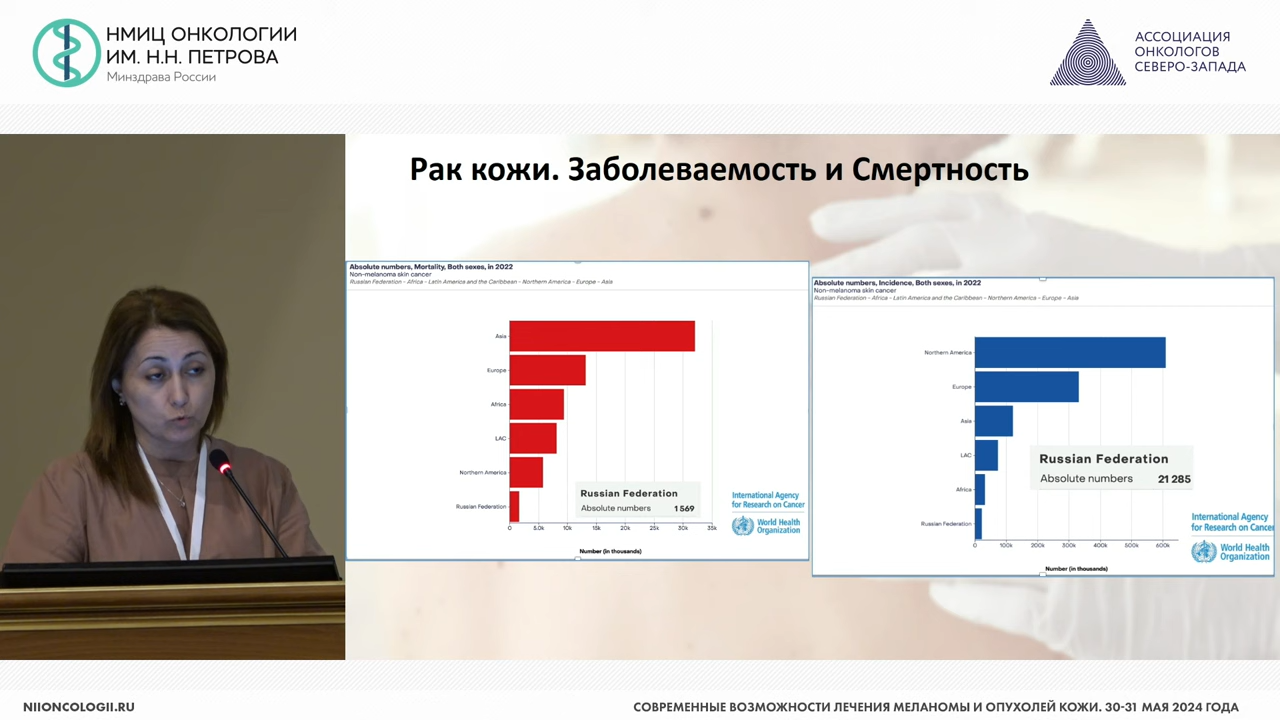 НМИЦ ОНКОЛОГИИ
ИМ. Н.Н. ПЕТРОВА
Минздрава России
АССОЦИАЦИЯ
ОНКОЛОГОВ
СЕВЕРО-ЗАПАДА
Рак кожи. Заболеваемость и Смертность
Absolute numbers, Mortality, Both sexes, in 2022
Non-melanoma skin cancer
Russian Federation - Africa - Latin America and the Caribbean - Northern America - Europe - Asia
Asia
Europe
Africa
LAC
Northern America
Russian Federation
0 5.0k 10k 15k 20k 25k 30k 35k
Number (in thousands)
Russian Federation
Absolute numbers 1 569
International Agency
for Research on Cancer
World Health
Organization
Absolute numbers, Incidence, Both sexes, in 2022
Non-melanoma skin cancer
Russian Federation - Africa - Latin America and the Caribbean - Northern America - Europe - Asia
Northern America
Europe
Asia
LAC
Africa
Russian Federation
0 100k 200k 300k 400k 500k 600k
Number (in thousands)
Russian Federation
Absolute numbers 21 285
International Agency
for Research on Cancer
World Health
Organization
NIIONCOLOGII.RU
СОВРЕМЕННЫЕ ВОЗМОЖНОСТИ ЛЕЧЕНИЯ МЕЛАНОМЫ И ОПУХОЛЕЙ КОЖИ. 30-31 МАЯ 2024 ГОДА